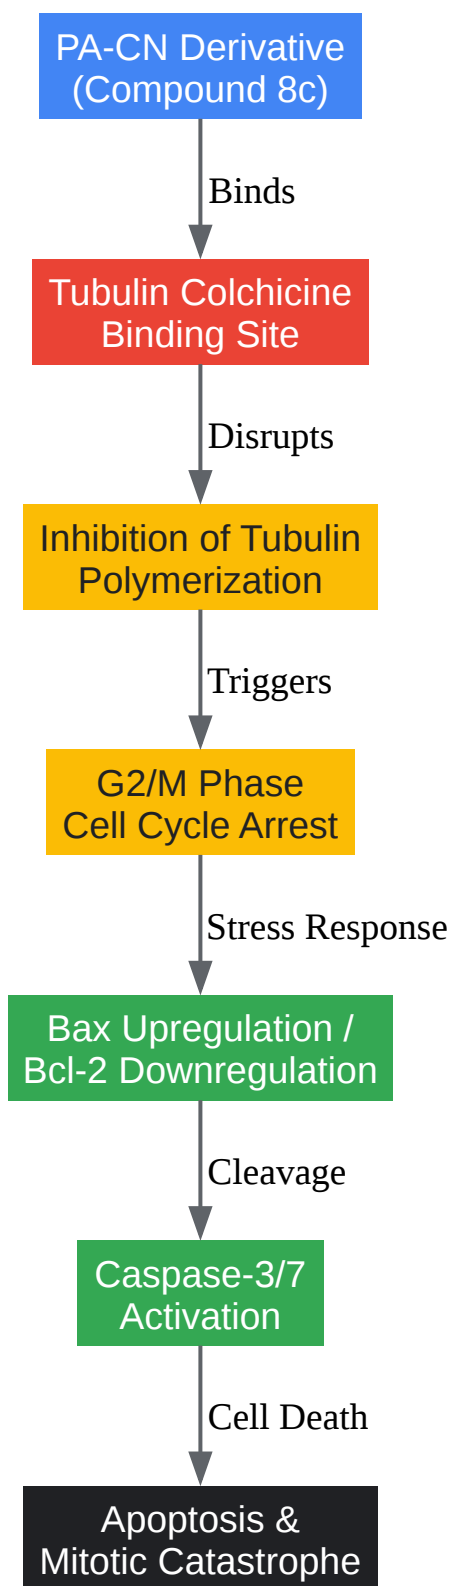 PA-CN Derivative
(Compound 8c)
Binds
Tubulin Colchicine
Binding Site
Disrupts
Inhibition of Tubulin
Polymerization
Triggers
G2/M Phase
Cell Cycle Arrest
Stress Response
Bax Upregulation /
Bcl-2 Downregulation
Cleavage
Caspase-3/7
Activation
Cell Death
Apoptosis &
Mitotic Catastrophe